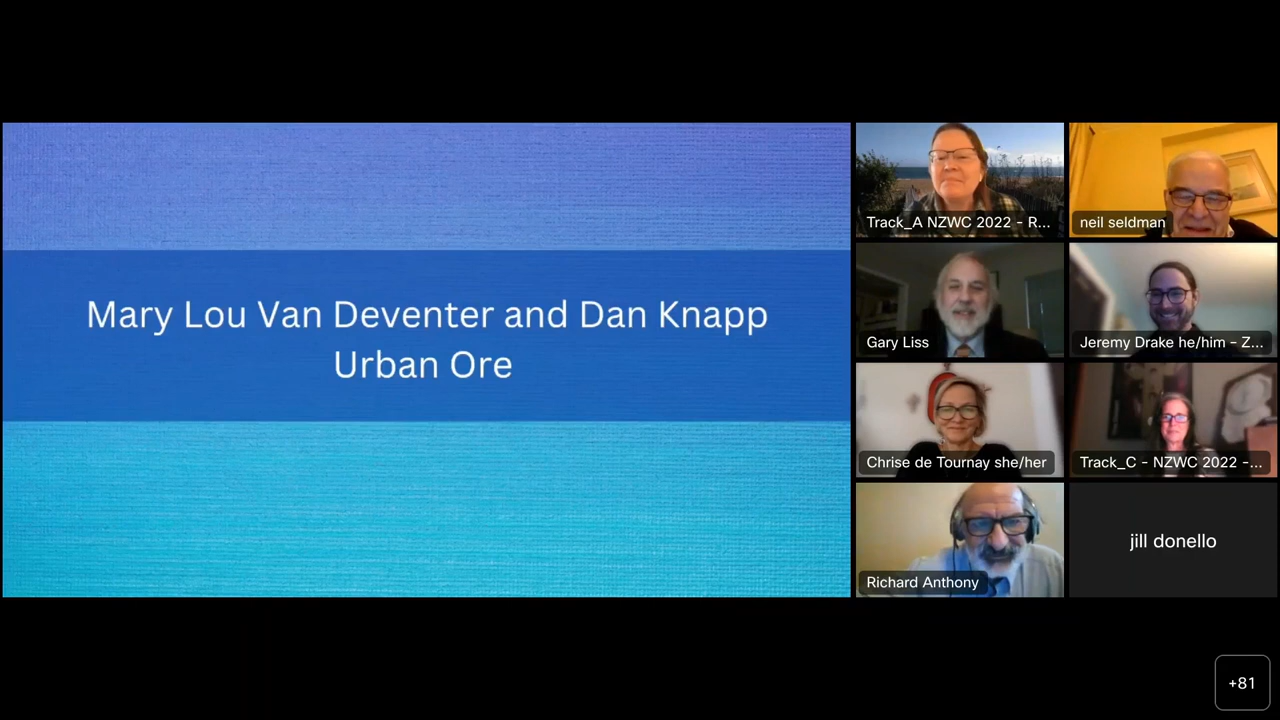 Mary Lou Van Deventer and Dan Knapp
Urban Ore
Track_A NZWC 2022 - R...
neil seldman
Gary Liss
Jeremy Drake he/him - Z...
Chrise de Tournay she/her
Track_C - NZWC 2022 -...
Richard Anthony
jill donello
+81